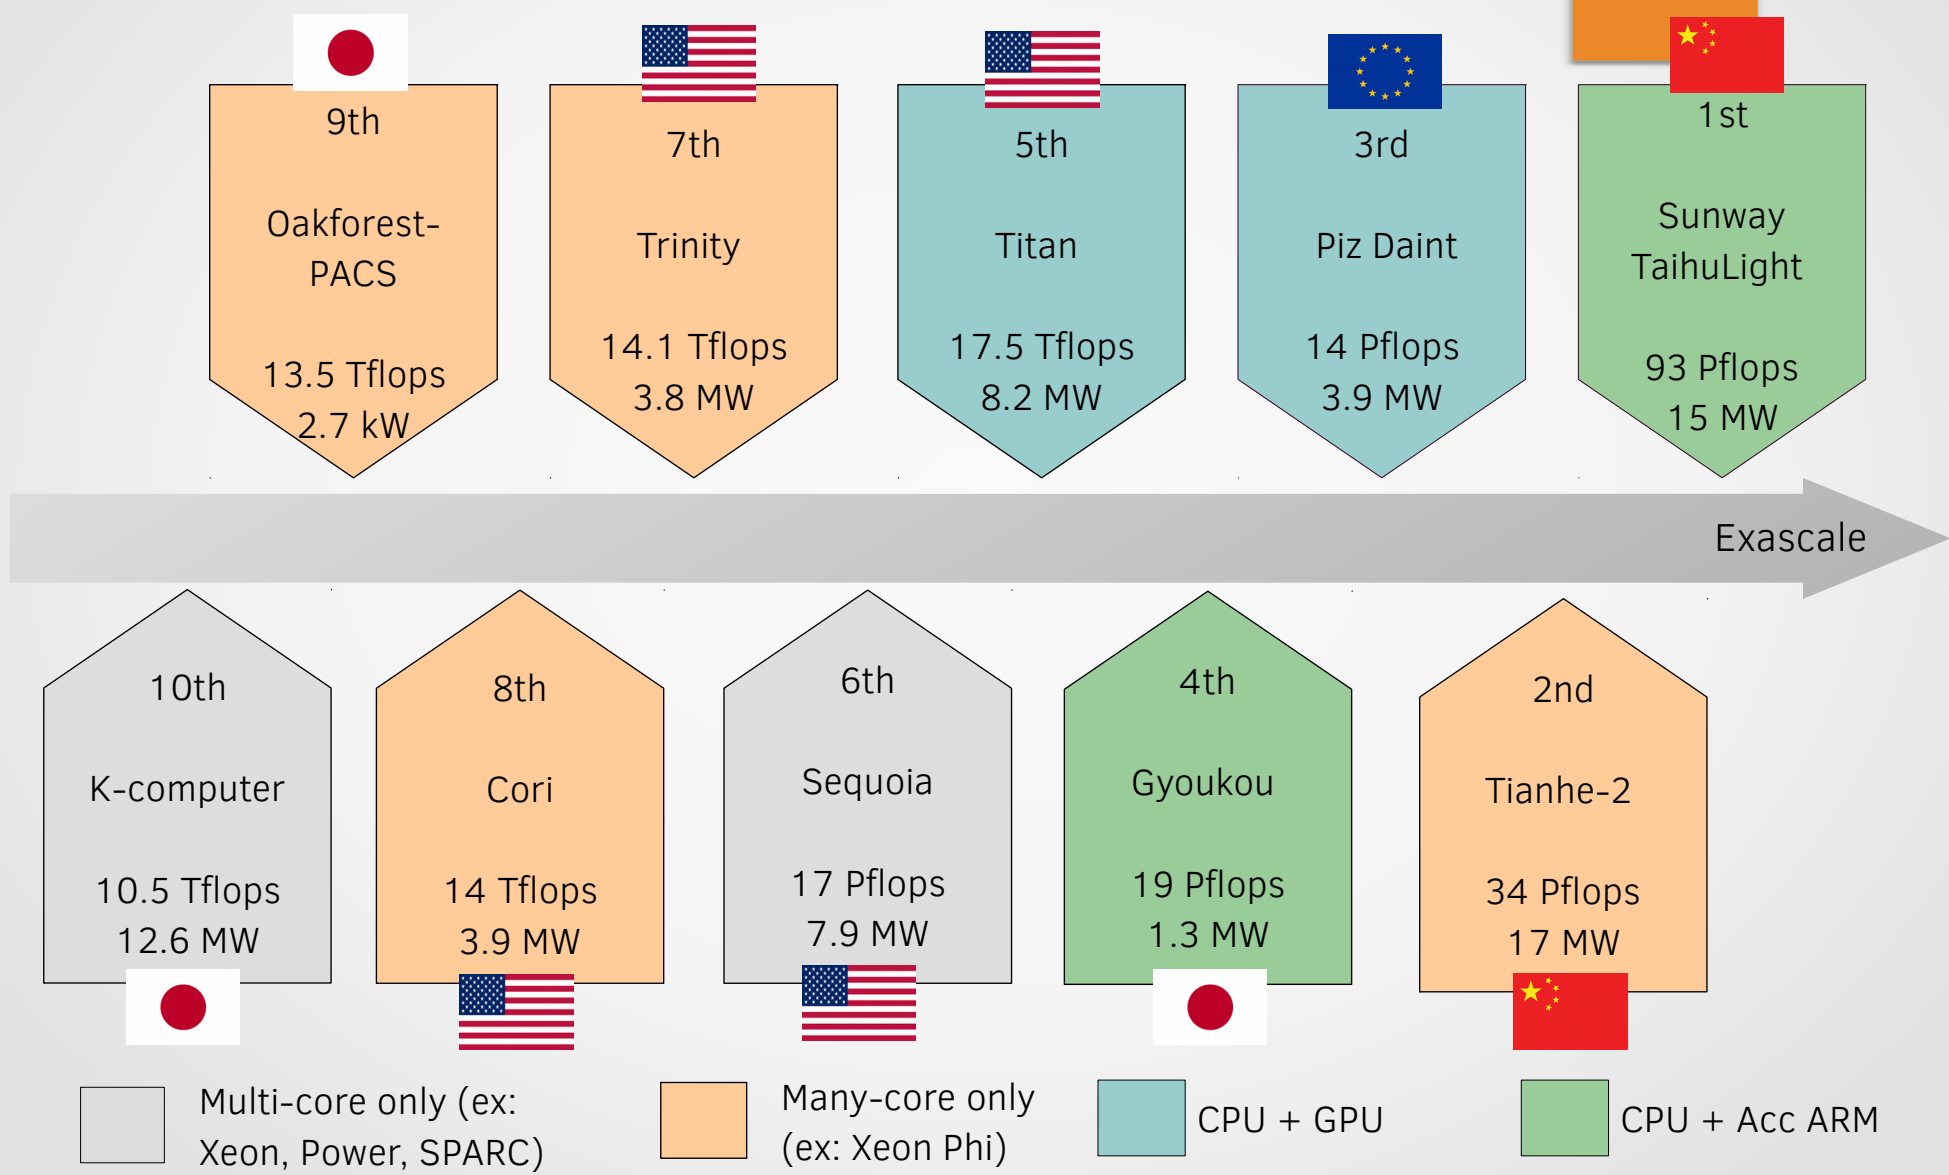 9th
Oakforest-
PACS
13.5 Tflops
2.7 kW
7th
Trinity
14.1 Tflops
3.8 MW
5th
Titan
17.5 Tflops
8.2 MW
3rd
Piz Daint
14 Pflops
3.9 MW
1st
Sunway
TaihuLight
93 Pflops
15 MW
Exascale
10th
K-computer
10.5 Tflops
12.6 MW
8th
Cori
14 Tflops
3.9 MW
6th
Sequoia
17 Pflops
7.9 MW
4th
Gyoukou
19 Pflops
1.3 MW
2nd
Tianhe-2
34 Pflops
17 MW
Multi-core only (ex:
Xeon, Power, SPARC)
Many-core only
(ex: Xeon Phi)
CPU + GPU
CPU + Acc ARM